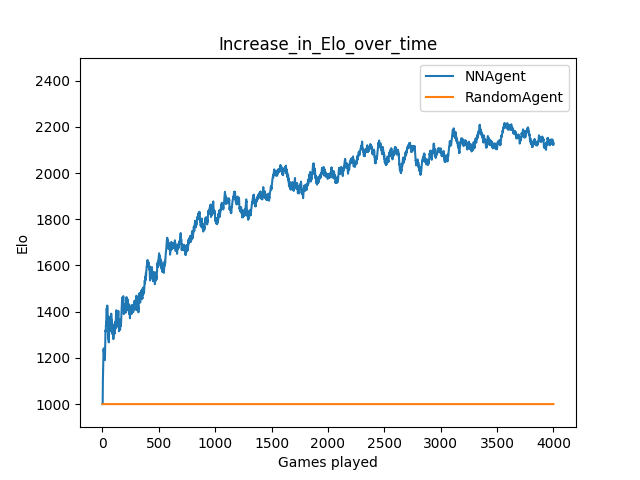 Increase_in_Elo_over_time
NNAgent
RandomAgent
2400
2200
2000
1800
1600
1400
1200
1000
Elo
0 500 1000 1500 2000 2500 3000 3500 4000
Games played